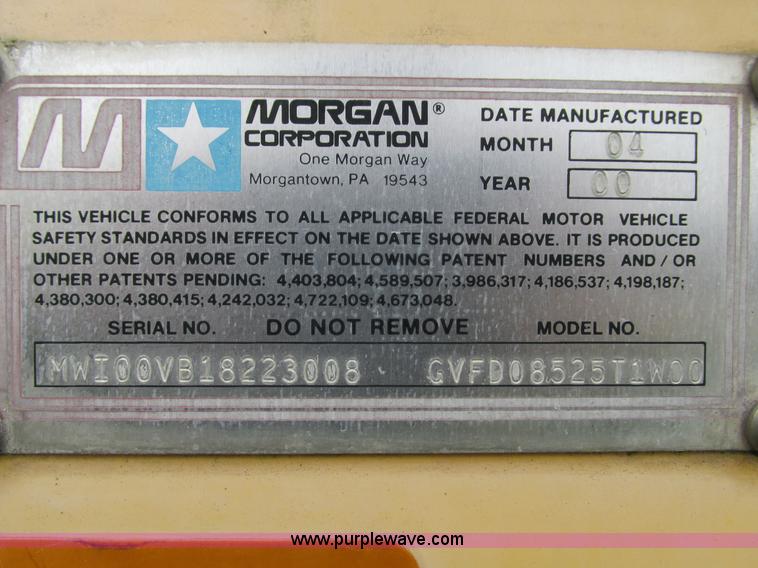 M
MORGAN®
CORPORATION
One Morgan Way
Morgantown, PA 19543
DATE MANUFACTURED
MONTH 04
YEAR 00
THIS VEHICLE CONFORMS TO ALL APPLICABLE FEDERAL MOTOR VEHICLE
SAFETY STANDARDS IN EFFECT ON THE DATE SHOWN ABOVE. IT IS PRODUCED
UNDER ONE OR MORE OF THE FOLLOWING PATENT NUMBERS AND/OR
OTHER PATENTS PENDING: 4,403,804; 4,589,507; 3,986,317; 4,186,537; 4,198,187;
4,380,300; 4,380,415; 4,242,032; 4,722,109; 4,673,048.
SERIAL NO. DO NOT REMOVE MODEL NO.
MWI00VB18223008 GVFD08525T1W00
www.purplewave.com